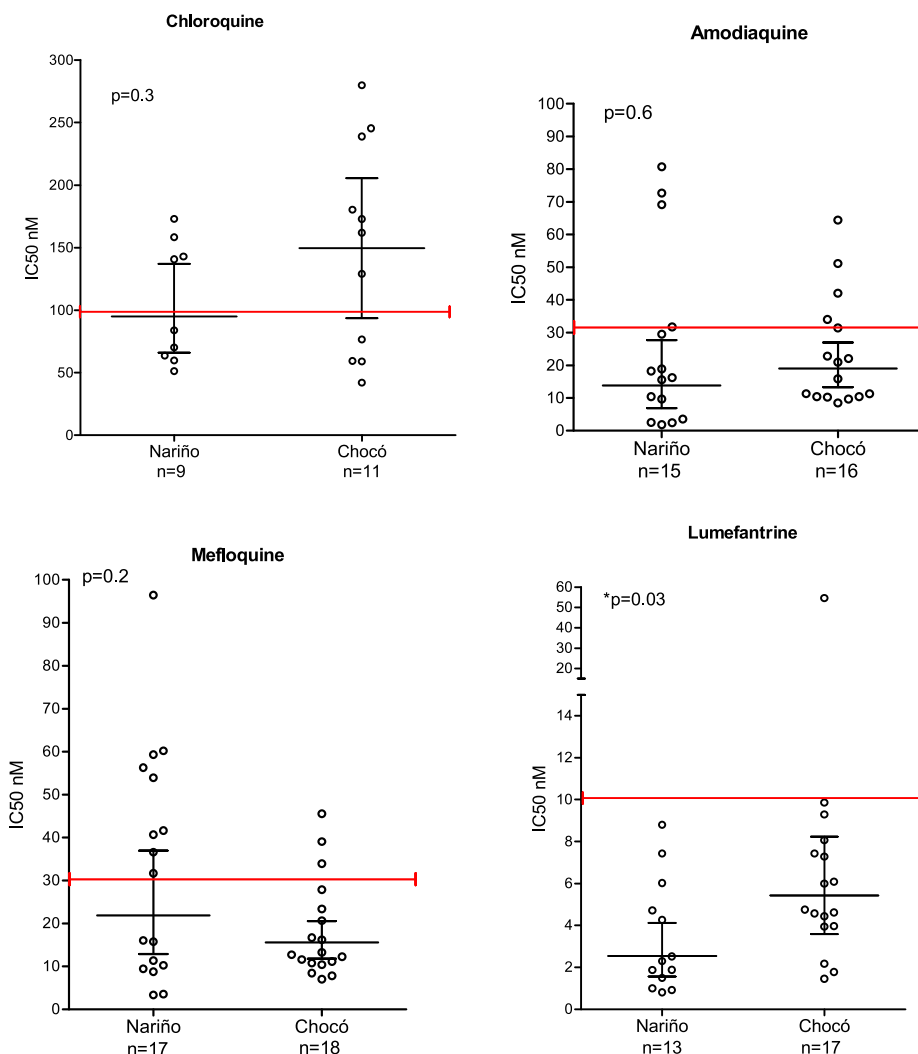 Chloroquine
300
250
200
150
100
50
0
IC50 nM
p=0.3
Nariño
n=9
Chocó
n=11
Amodiaquine
100
90
80
70
60
50
40
30
20
10
0
IC50 nM
p=0.6
Nariño
n=15
Chocó
n=16
Mefloquine
100
90
80
70
60
50
40
30
20
10
0
IC50 nM
p=0.2
Nariño
n=17
Chocó
n=18
Lumefantrine
60
50
40
30
20
14
12
10
8
6
4
2
0
IC50 nM
*p=0.03
Nariño
n=13
Chocó
n=17